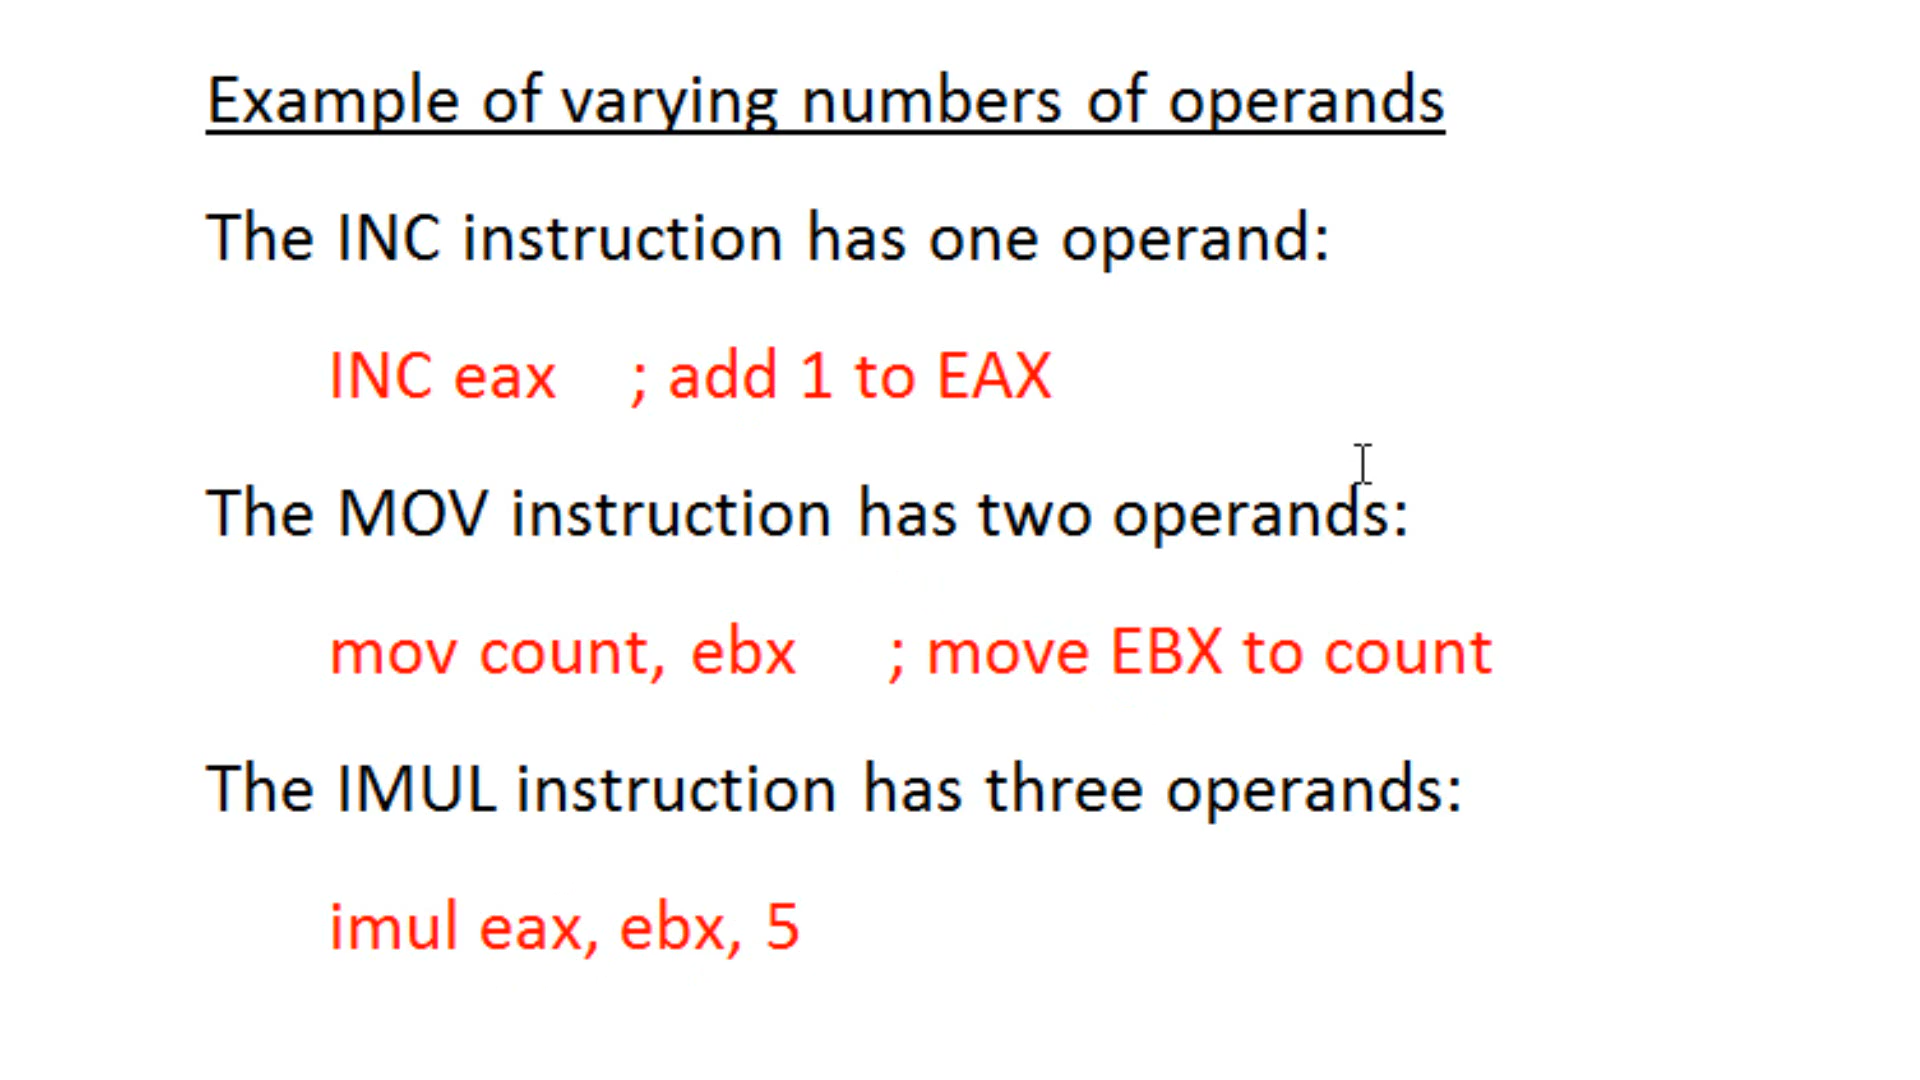 Example of varying numbers of operands
The INC instruction has one operand:
INC eax ; add 1 to EAX
The MOV instruction has two operands:
mov count, ebx ; move EBX to count
The IMUL instruction has three operands:
imul eax, ebx, 5